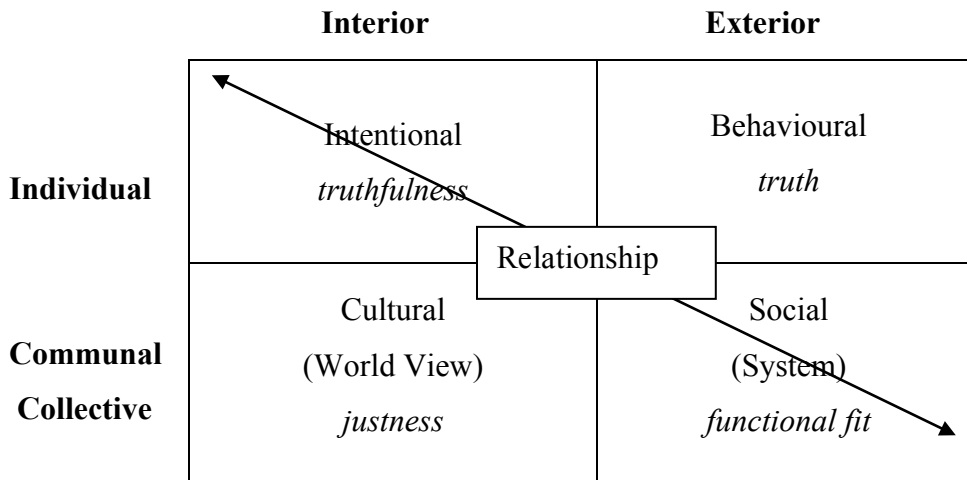 Interior Exterior
Individual
Intentional
truthfulness
Behavioural
truth
Relationship
Communal
Collective
Cultural
(World View)
justness
Social
(System)
functional fit